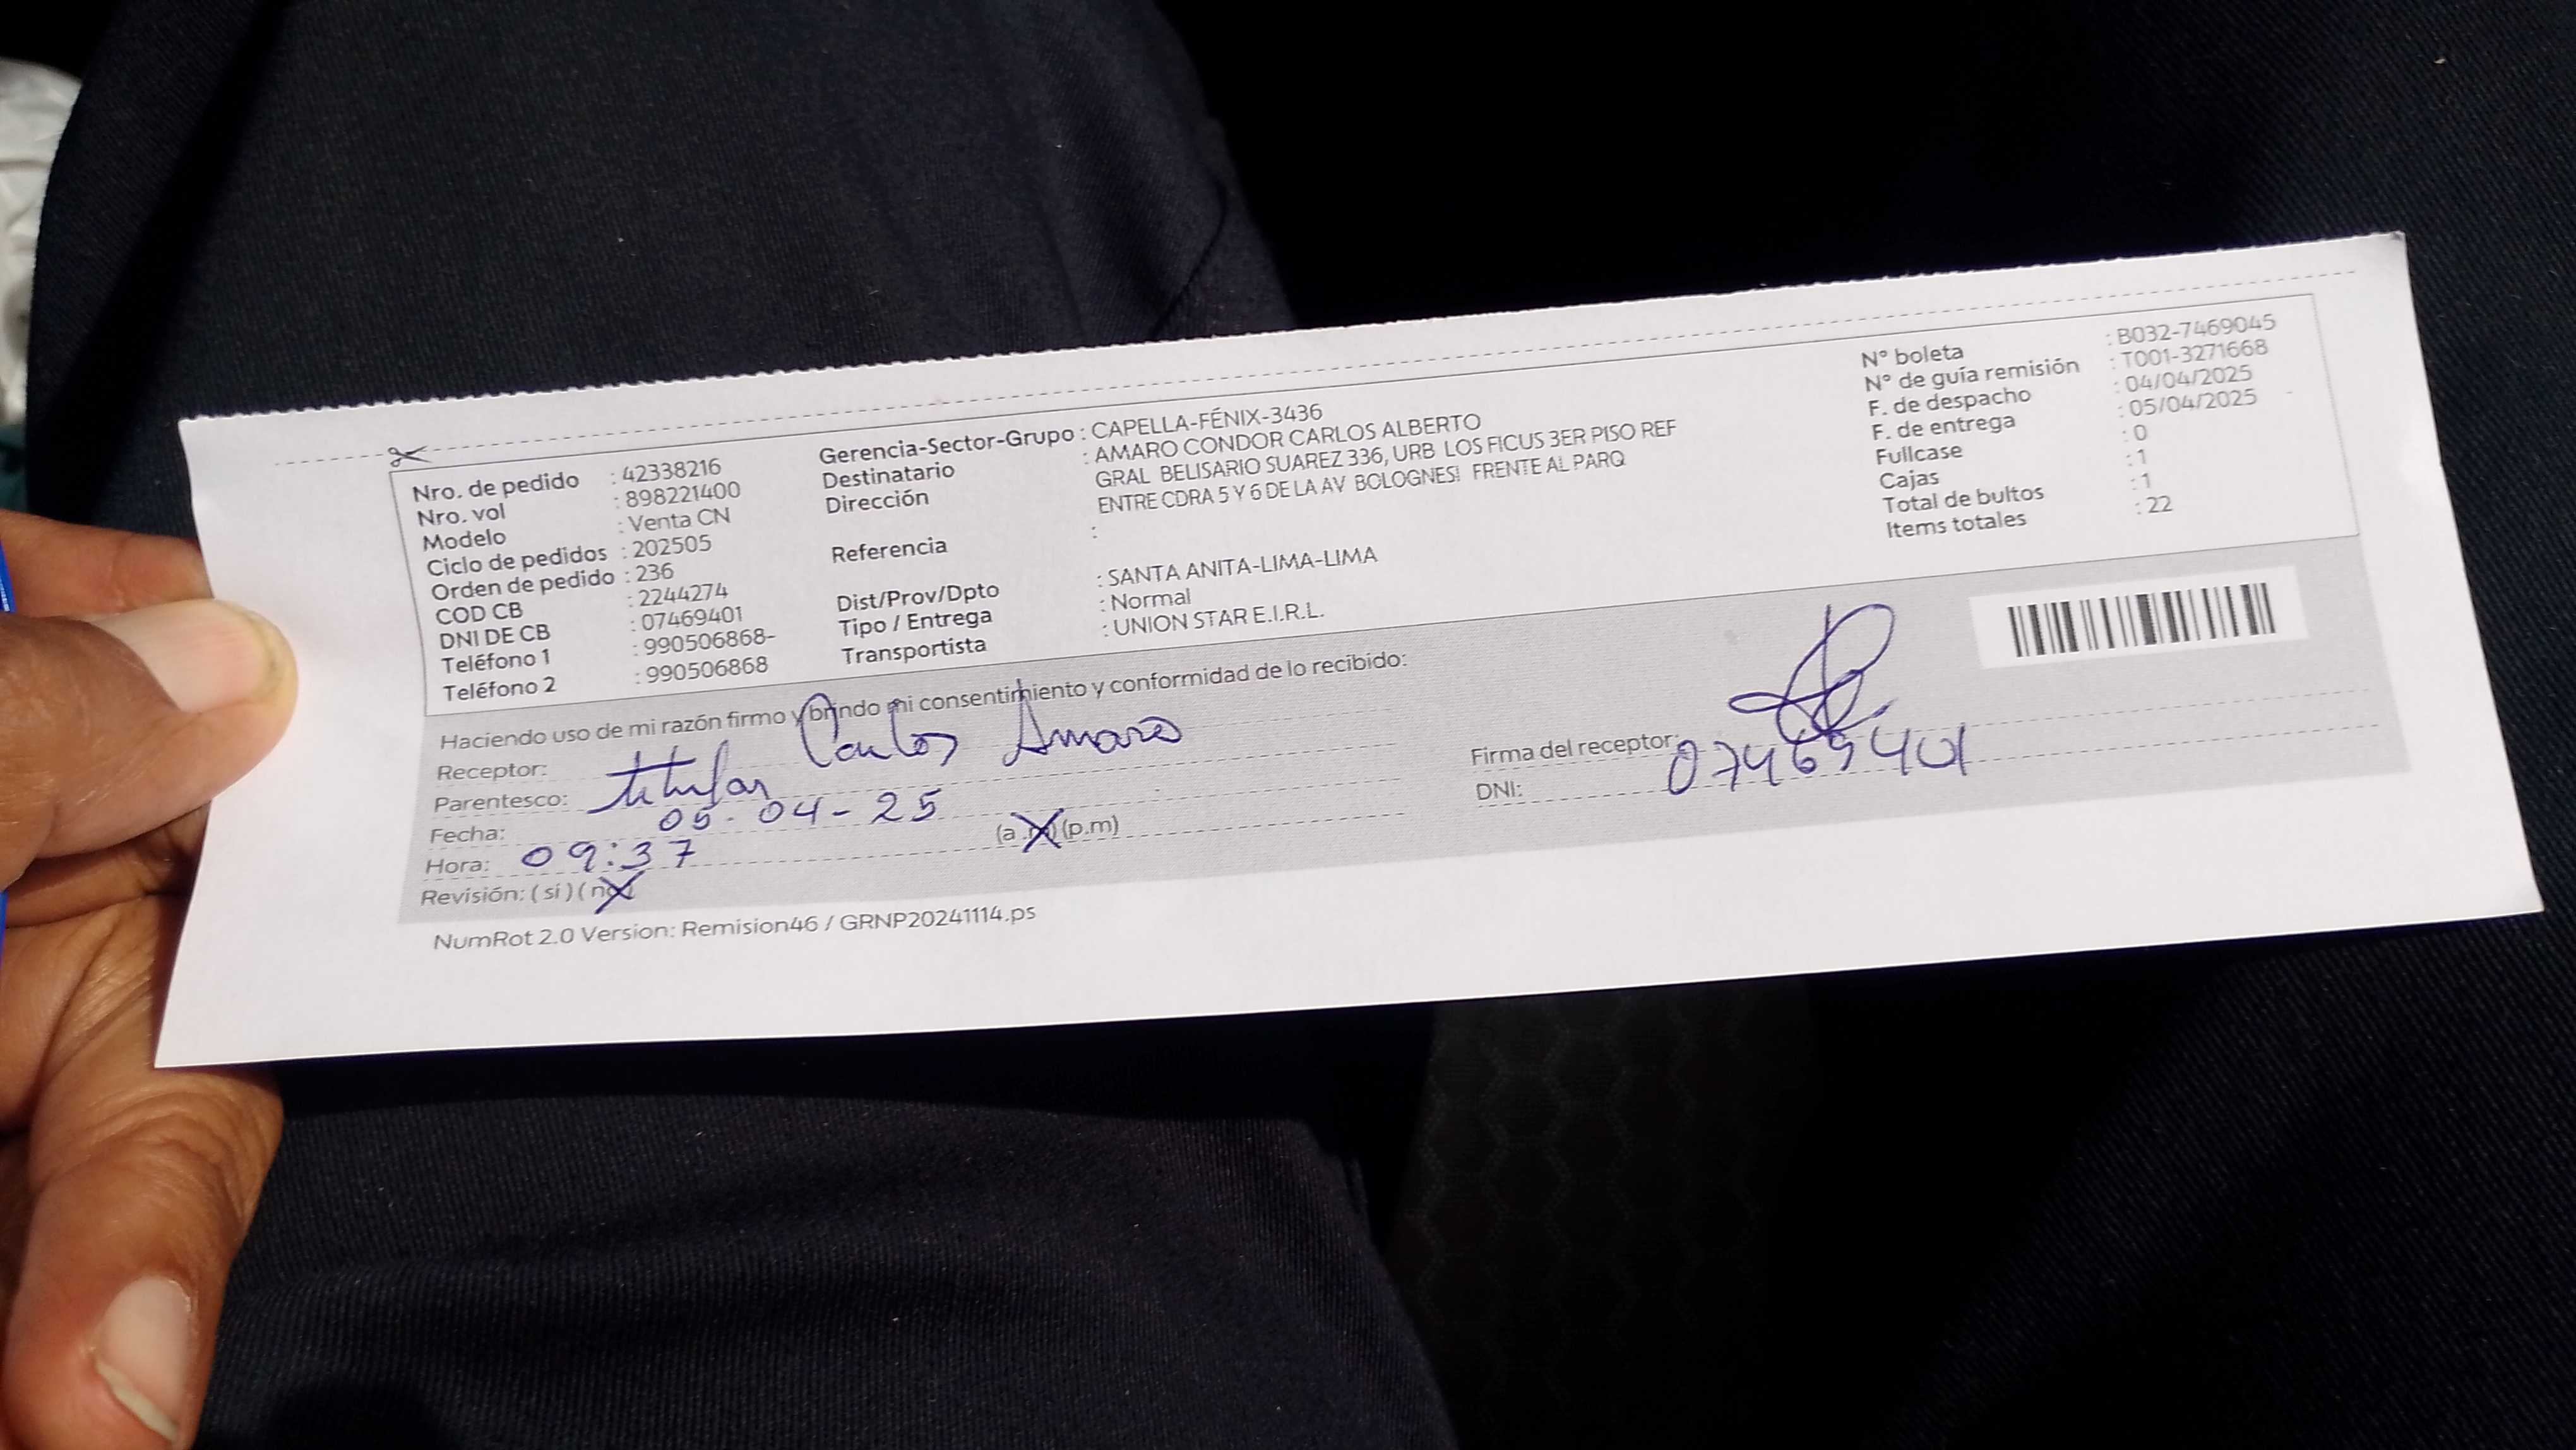 Nro. de pedido : 42338216
Nro. vol : 898221400
Modelo : Venta CN
Ciclo de pedidos : 202505
Orden de pedido : 236
COD CB : 2244274
DNI DE CB : 07469401
Teléfono 1 : 990506868-
Teléfono 2 : 990506868
Gerencia-Sector-Grupo : CAPELLA-FÉNIX-3436
Destinatario : AMARO CONDOR CARLOS ALBERTO
Dirección GRAL BELISARIO SUAREZ 336, URB LOS FICUS 3ER PISO REF
ENTRE CDRA 5 Y 6 DE LA AV BOLOGNESI FRENTE AL PARQ
Referencia :
Dist/Prov/Dpto : SANTA ANITA-LIMA-LIMA
Tipo / Entrega : Normal
Transportista : UNION STAR E.I.R.L.
N° boleta : B032-7469045
N° de guía remisión : T001-3271668
F. de despacho : 04/04/2025
F. de entrega : 05/04/2025
Fullcase : 0
Cajas : 1
Total de bultos : 1
Items totales : 22
Haciendo uso de mi razón firmo y brindo mi consentimiento y conformidad de lo recibido:
Receptor: Carlos Amaro
Parentesco: titular
Fecha: 05-04-25
Hora: 09:37 (a.m) (p.m)
Revisión: ( sí ) ( no )
Firma del receptor:
DNI: 07469401
NumRot 2.0 Version: Remision46 / GRNP20241114.ps